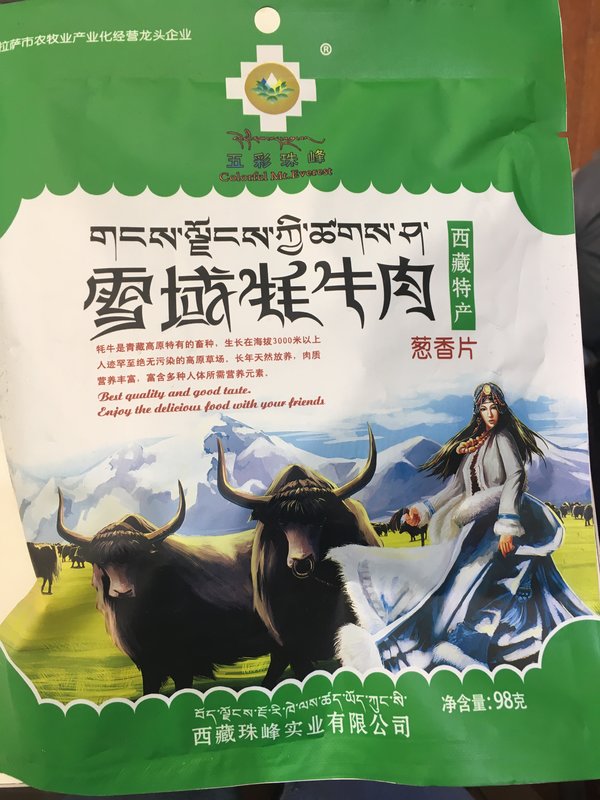 拉萨市农牧业产业化经营龙头企业
®
五彩珠峰
Colorful Mt.Everest
གངས་ལྗོངས་ཀྱི་ཚགས་ཤ་
雪域牦牛肉
西藏特产
葱香片
牦牛是青藏高原特有的畜种，生长在海拔3000米以上
人迹罕至绝无污染的高原草场。长年天然放养，肉质
营养丰富，富含多种人体所需营养元素。
Best quality and good taste.
Enjoy the delicious food with your friends
净含量:98克
西藏珠峰实业有限公司